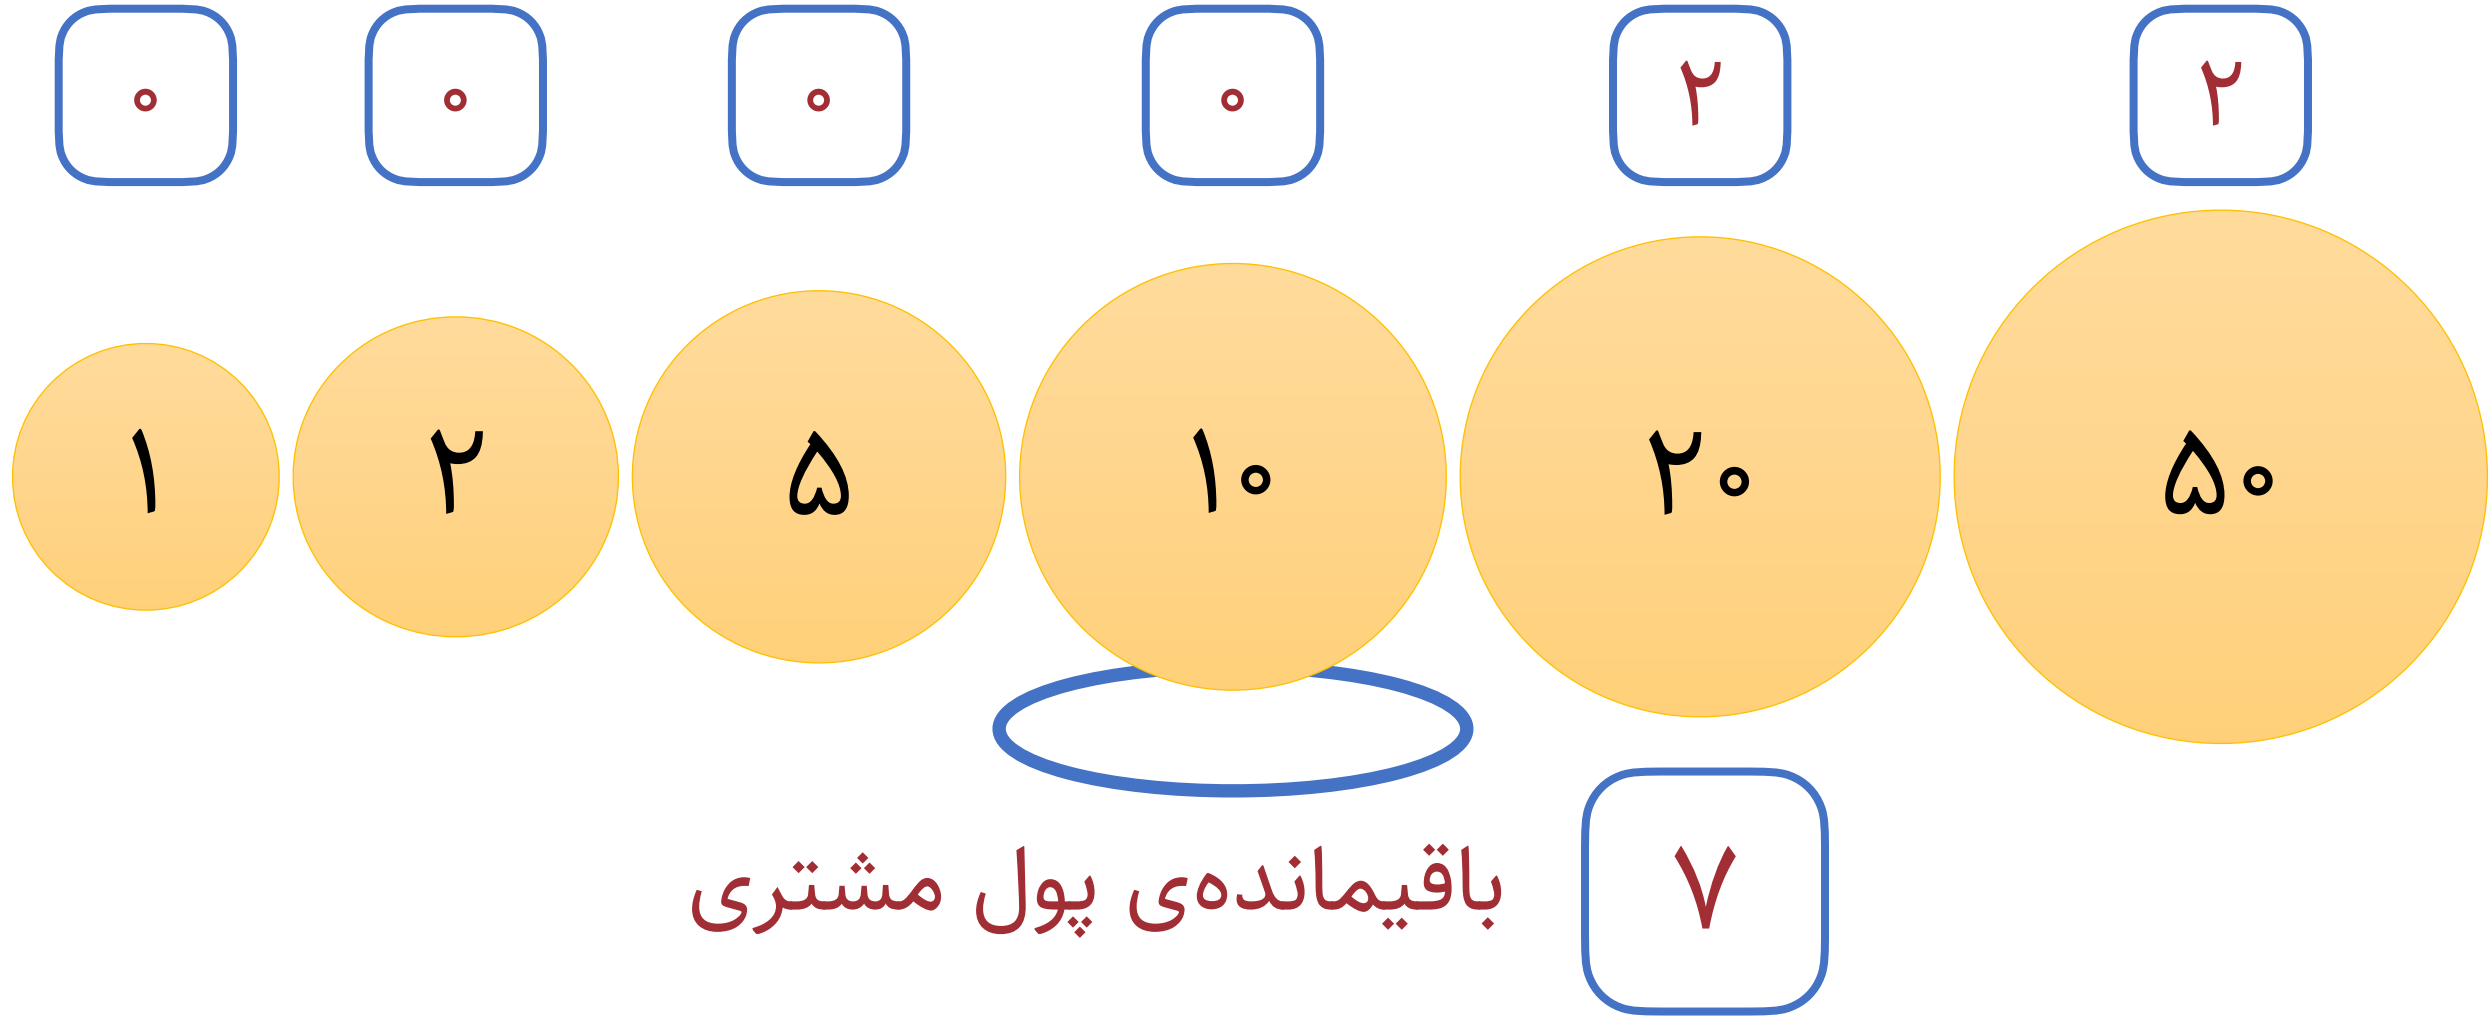 ۰ ۰ ۰ ۰ ۲ ۲
۱ ۲ ۵ ۱۰ ۲۰ ۵۰
باقیمانده‌ی پول مشتری ۷